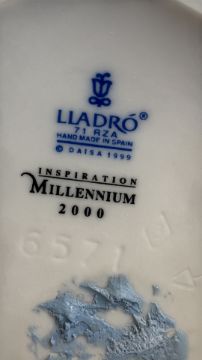 LLADRÓ®
71 RZA
HAND MADE IN SPAIN
© DAISA 1999
INSPIRATION
MILLENNIUM
2000
6571